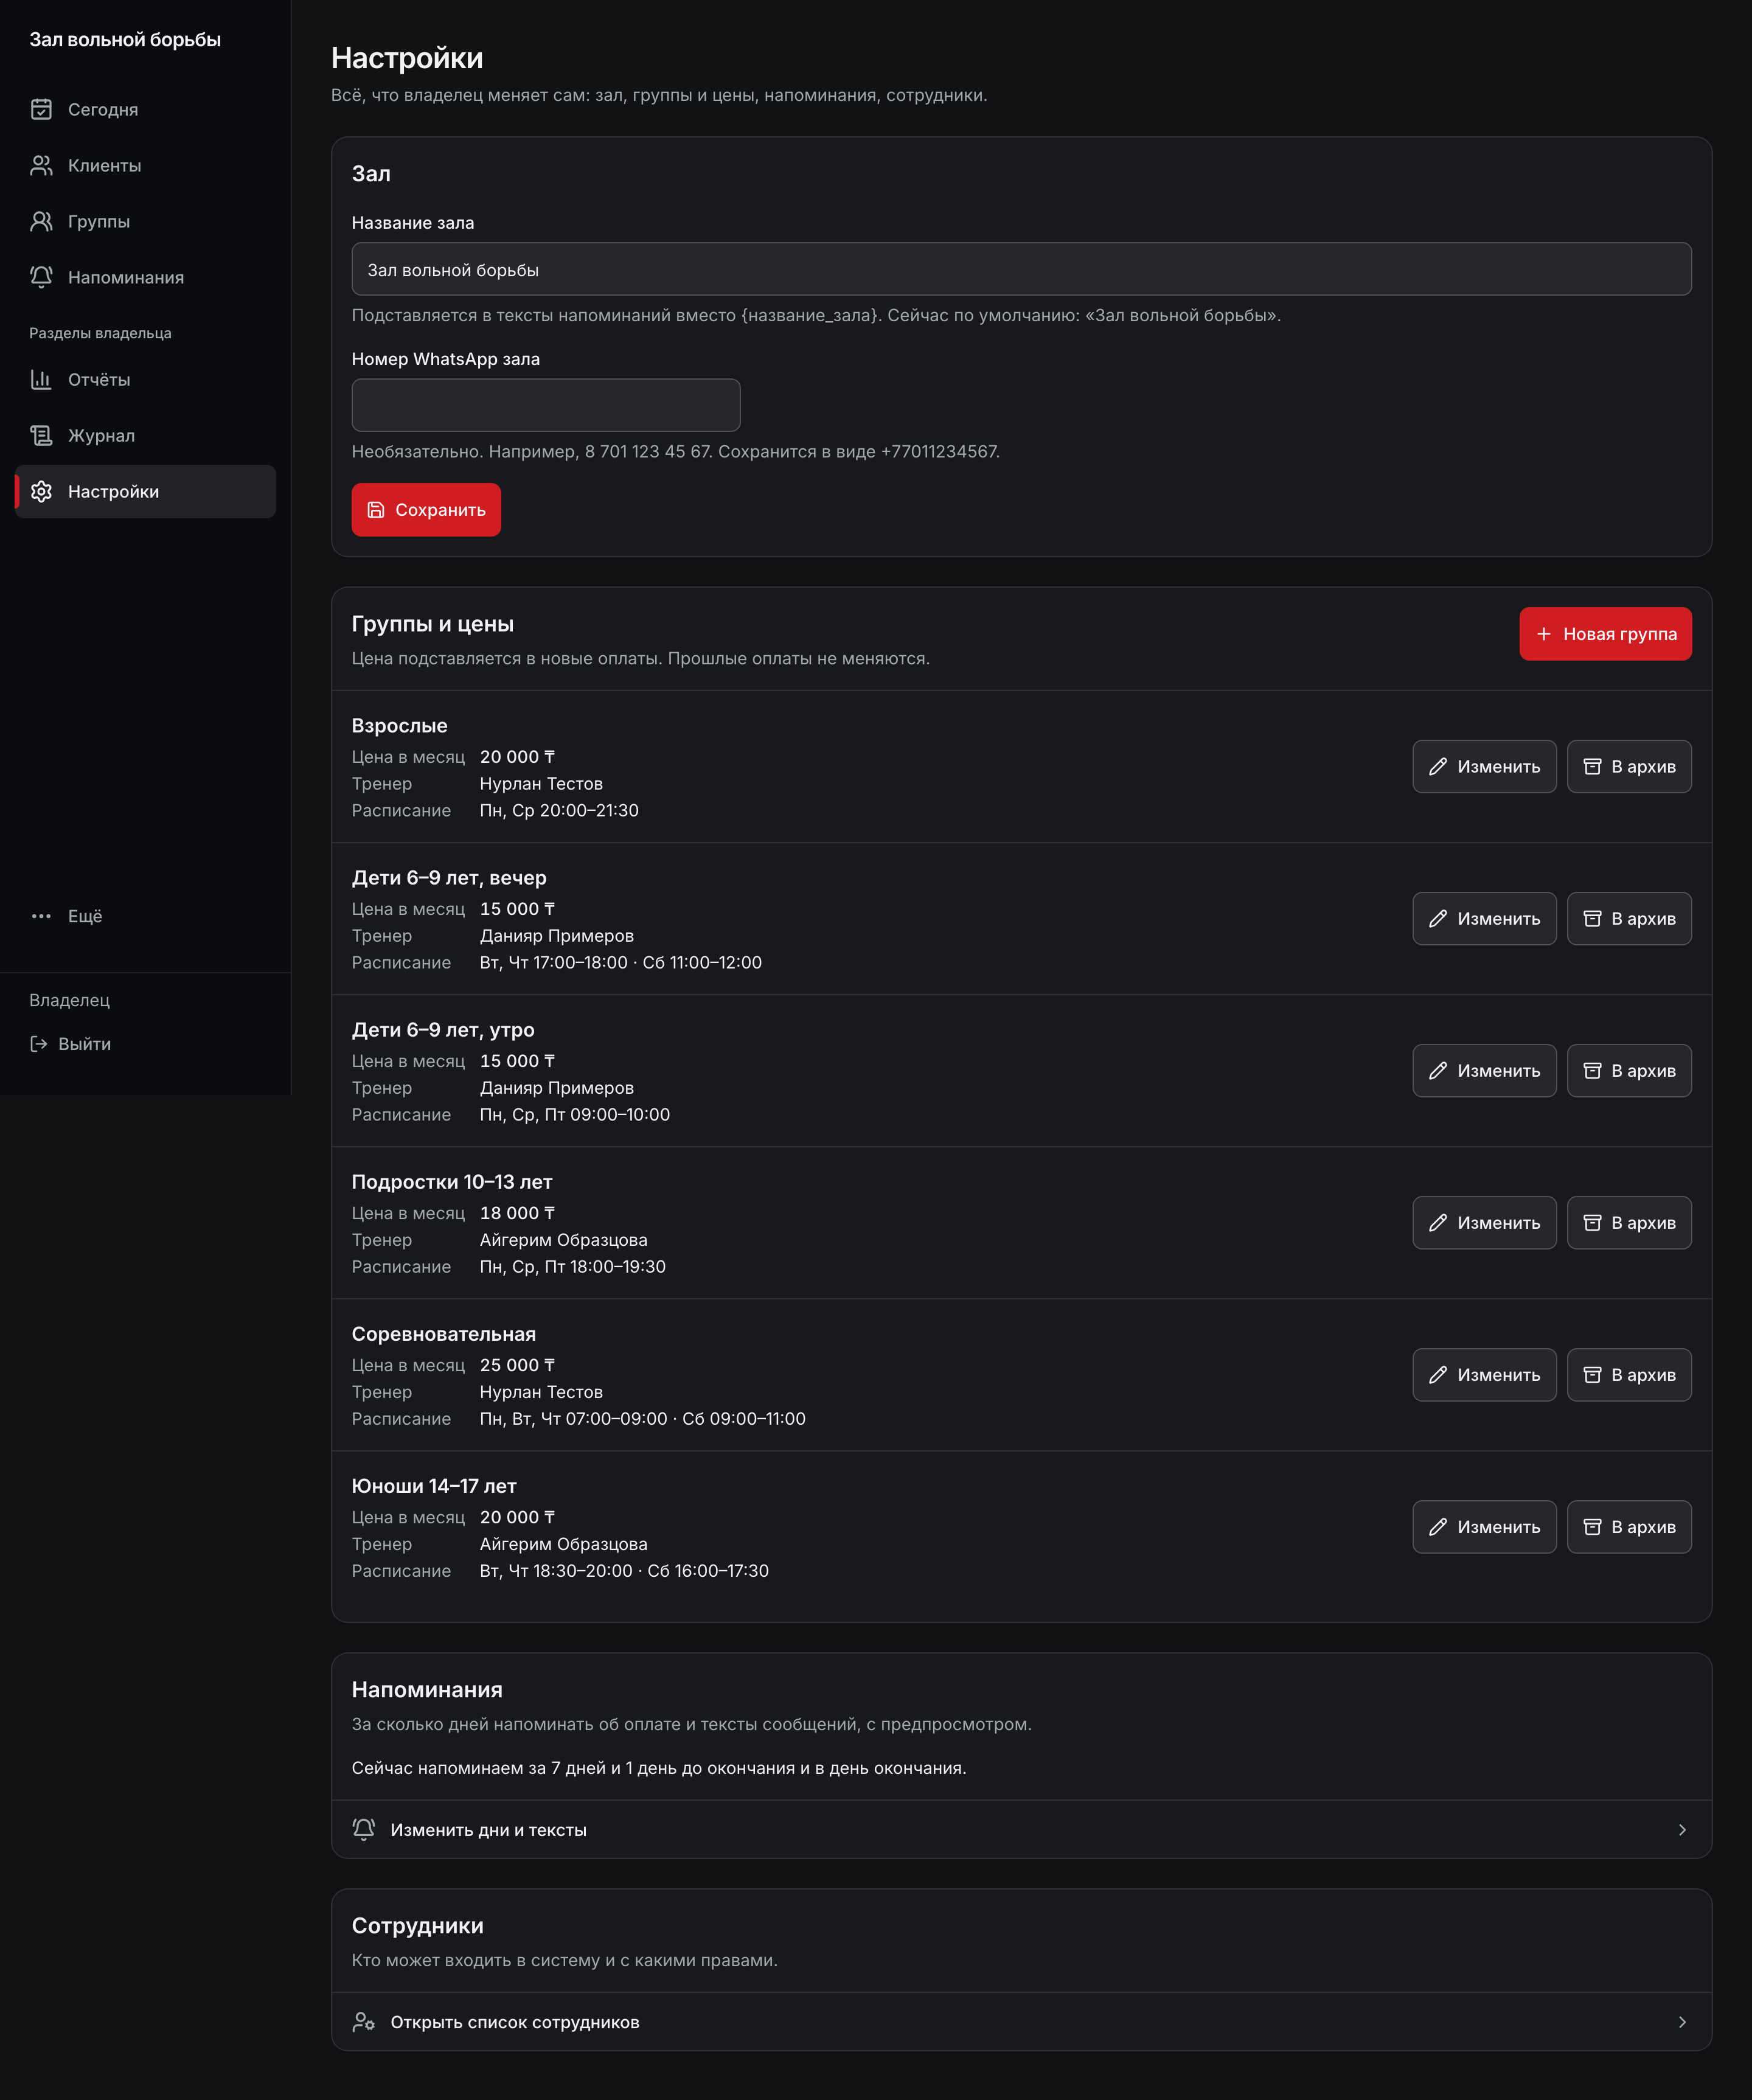 Зал вольной борьбы
Сегодня
Клиенты
Группы
Напоминания
Разделы владельца
Отчёты
Журнал
Настройки
Ещё
Владелец
Выйти
Настройки
Всё, что владелец меняет сам: зал, группы и цены, напоминания, сотрудники.
Зал
Название зала
Зал вольной борьбы
Подставляется в тексты напоминаний вместо {название_зала}. Сейчас по умолчанию: «Зал вольной борьбы».
Номер WhatsApp зала
Необязательно. Например, 8 701 123 45 67. Сохранится в виде +77011234567.
Сохранить
Группы и цены
Цена подставляется в новые оплаты. Прошлые оплаты не меняются.
Новая группа
Взрослые
Цена в месяц 20 000 ₸
Тренер Нурлан Тестов
Расписание Пн, Ср 20:00–21:30
Изменить В архив
Дети 6–9 лет, вечер
Цена в месяц 15 000 ₸
Тренер Данияр Примеров
Расписание Вт, Чт 17:00–18:00 · Сб 11:00–12:00
Изменить В архив
Дети 6–9 лет, утро
Цена в месяц 15 000 ₸
Тренер Данияр Примеров
Расписание Пн, Ср, Пт 09:00–10:00
Изменить В архив
Подростки 10–13 лет
Цена в месяц 18 000 ₸
Тренер Айгерим Образцова
Расписание Пн, Ср, Пт 18:00–19:30
Изменить В архив
Соревновательная
Цена в месяц 25 000 ₸
Тренер Нурлан Тестов
Расписание Пн, Вт, Чт 07:00–09:00 · Сб 09:00–11:00
Изменить В архив
Юноши 14–17 лет
Цена в месяц 20 000 ₸
Тренер Айгерим Образцова
Расписание Вт, Чт 18:30–20:00 · Сб 16:00–17:30
Изменить В архив
Напоминания
За сколько дней напоминать об оплате и тексты сообщений, с предпросмотром.
Сейчас напоминаем за 7 дней и 1 день до окончания и в день окончания.
Изменить дни и тексты
Сотрудники
Кто может входить в систему и с какими правами.
Открыть список сотрудников